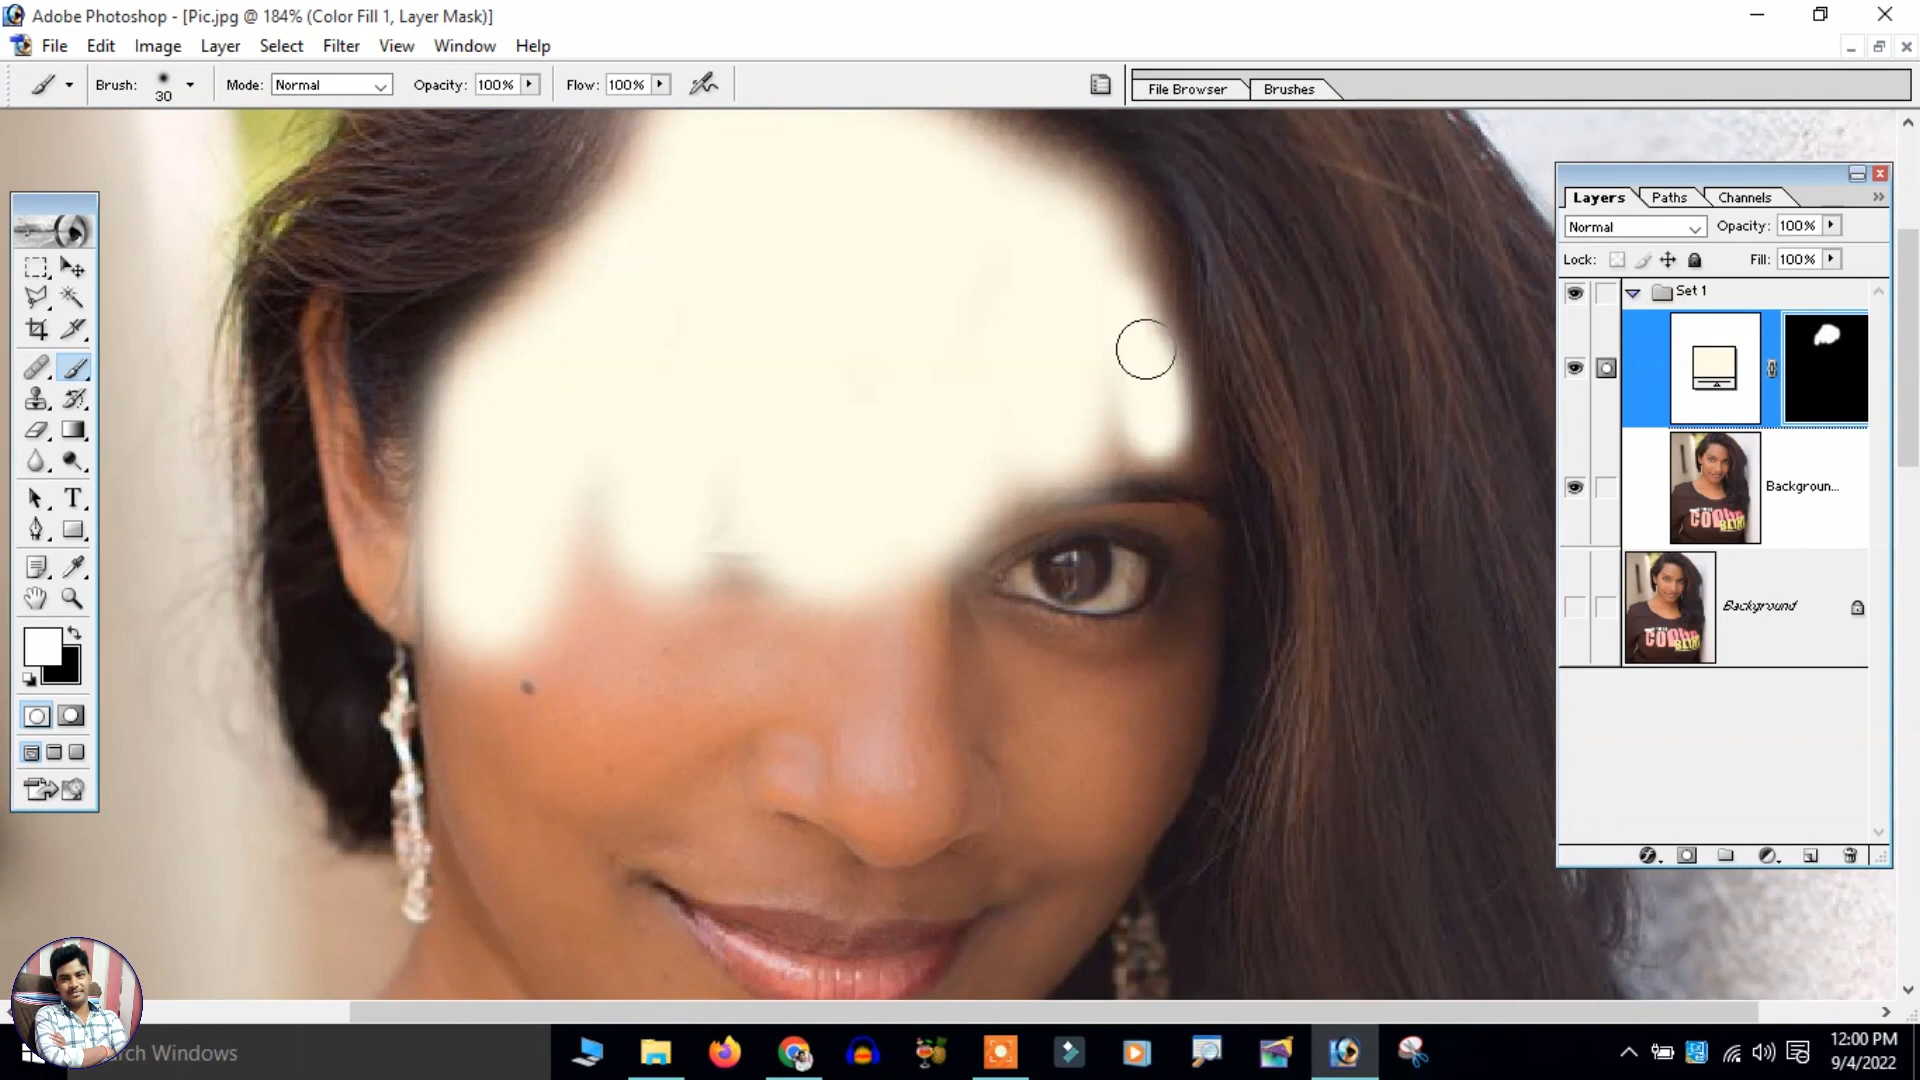 Adobe Photoshop - [Pic.jpg @ 184% (Color Fill 1, Layer Mask)]
File Edit Image Layer Select Filter View Window Help
Brush: 30 Mode: Normal Opacity: 100% Flow: 100% File Browser Brushes
Layers Paths Channels
Normal Opacity: 100%
Lock: Fill: 100%
Set 1
Backgroun...
Background
T
arch Windows
12:00 PM
9/4/2022